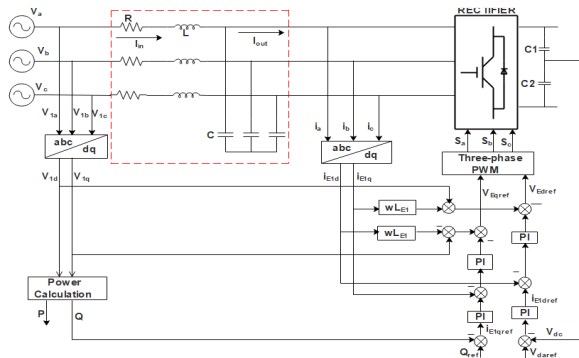 Va
R
L
Iin
Iout
RECTIFIER
C1
C2
Vb
Vc
V1a
V1b
V1c
C
ia
ib
ic
Sa
Sb
Sc
abc
dq
abc
dq
Three-phase
PWM
V1d
V1q
iE1d
iE1q
VEqref
VEdref
wLE1
wLE1
PI
PI
Power
Calculation
iE1dref
PI
PI
P
Q
iE1qref
Vdc
Qref
Vdaref